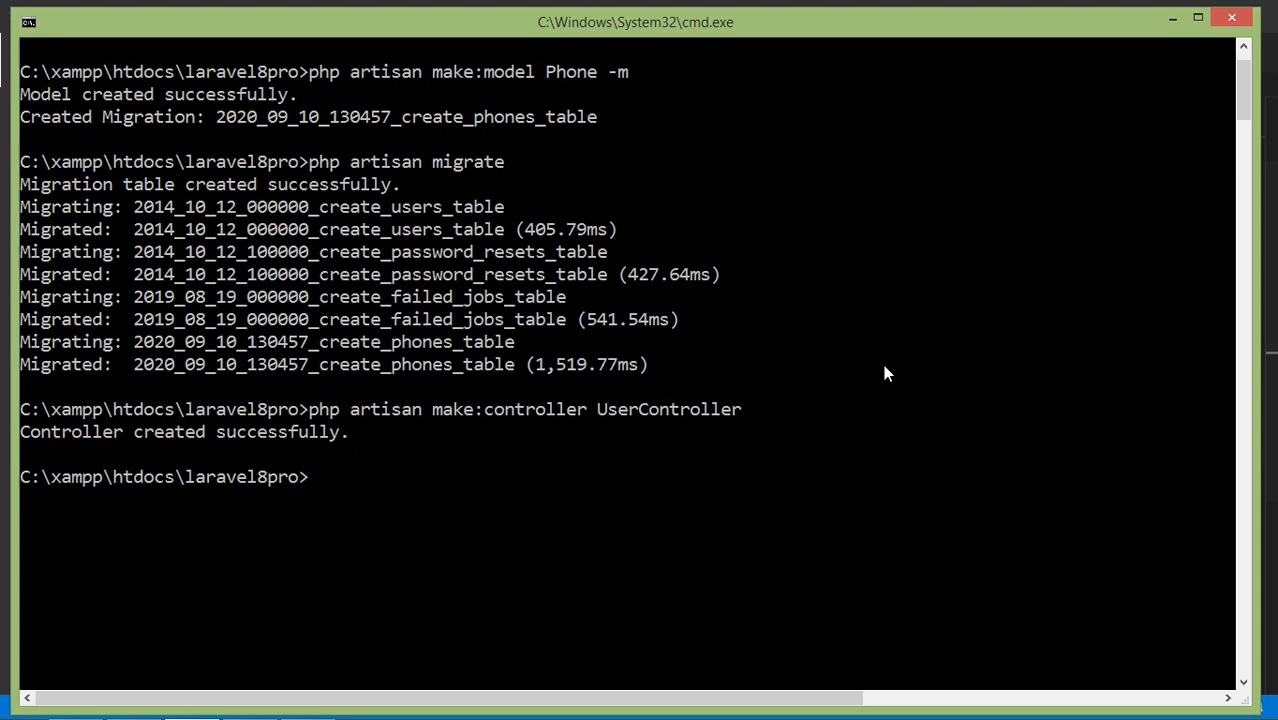 C:\Windows\System32\cmd.exe
C:\xampp\htdocs\laravel8pro>php artisan make:model Phone -m
Model created successfully.
Created Migration: 2020_09_10_130457_create_phones_table
C:\xampp\htdocs\laravel8pro>php artisan migrate
Migration table created successfully.
Migrating: 2014_10_12_000000_create_users_table
Migrated:  2014_10_12_000000_create_users_table (405.79ms)
Migrating: 2014_10_12_100000_create_password_resets_table
Migrated:  2014_10_12_100000_create_password_resets_table (427.64ms)
Migrating: 2019_08_19_000000_create_failed_jobs_table
Migrated:  2019_08_19_000000_create_failed_jobs_table (541.54ms)
Migrating: 2020_09_10_130457_create_phones_table
Migrated:  2020_09_10_130457_create_phones_table (1,519.77ms)
C:\xampp\htdocs\laravel8pro>php artisan make:controller UserController
Controller created successfully.
C:\xampp\htdocs\laravel8pro>